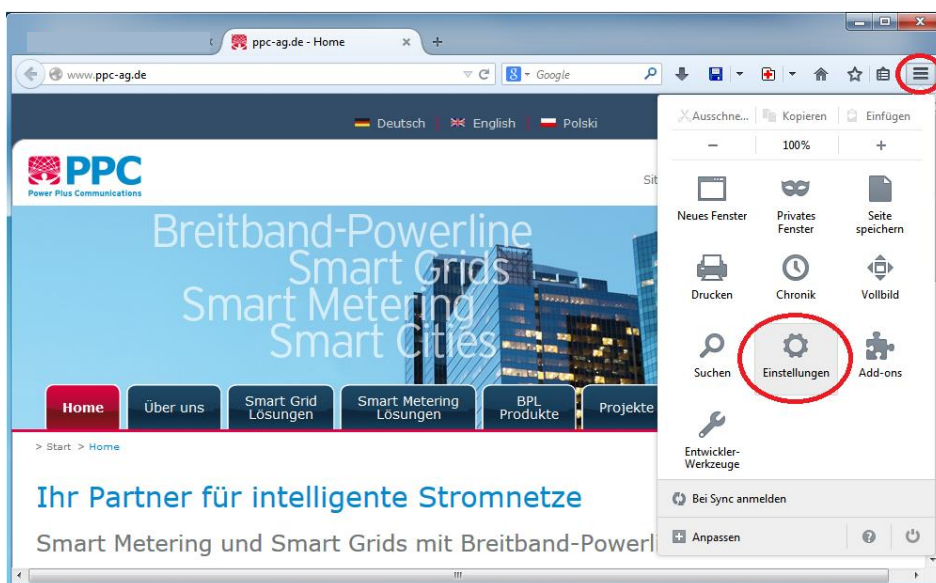 ppc-ag.de - Home
www.ppc-ag.de
Google
Deutsch English Polski
PPC
Power Plus Communications
Sit
Breitband-Powerline
Smart Grids
Smart Metering
Smart Cities
Home
Über uns
Smart Grid
Lösungen
Smart Metering
Lösungen
BPL
Produkte
Projekte
> Start > Home
Ihr Partner für intelligente Stromnetze
Smart Metering und Smart Grids mit Breitband-Powerli
Ausschne... Kopieren Einfügen
− 100% +
Neues Fenster
Privates
Fenster
Seite
speichern
Drucken
Chronik
Vollbild
Suchen
Einstellungen
Add-ons
Entwickler-
Werkzeuge
Bei Sync anmelden
Anpassen